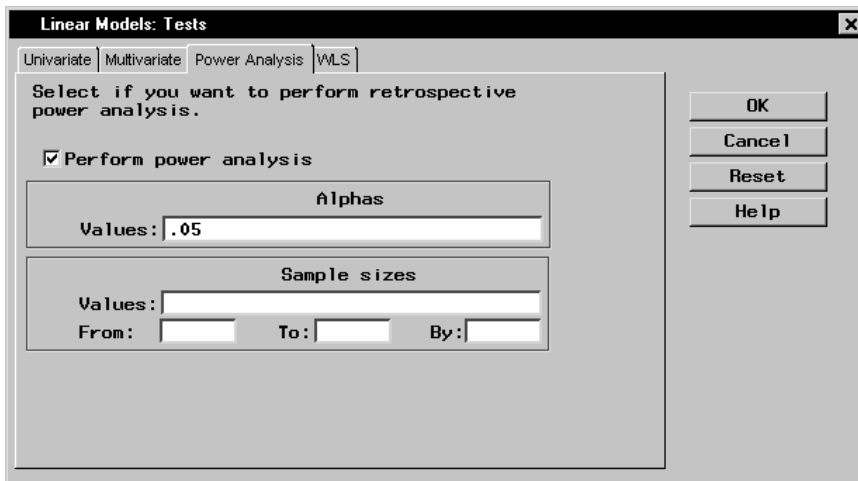 Linear Models: Tests
Univariate Multivariate Power Analysis WLS
Select if you want to perform retrospective
power analysis.
Perform power analysis
Alphas
Values: .05
Sample sizes
Values:
From: To: By:
OK
Cancel
Reset
Help